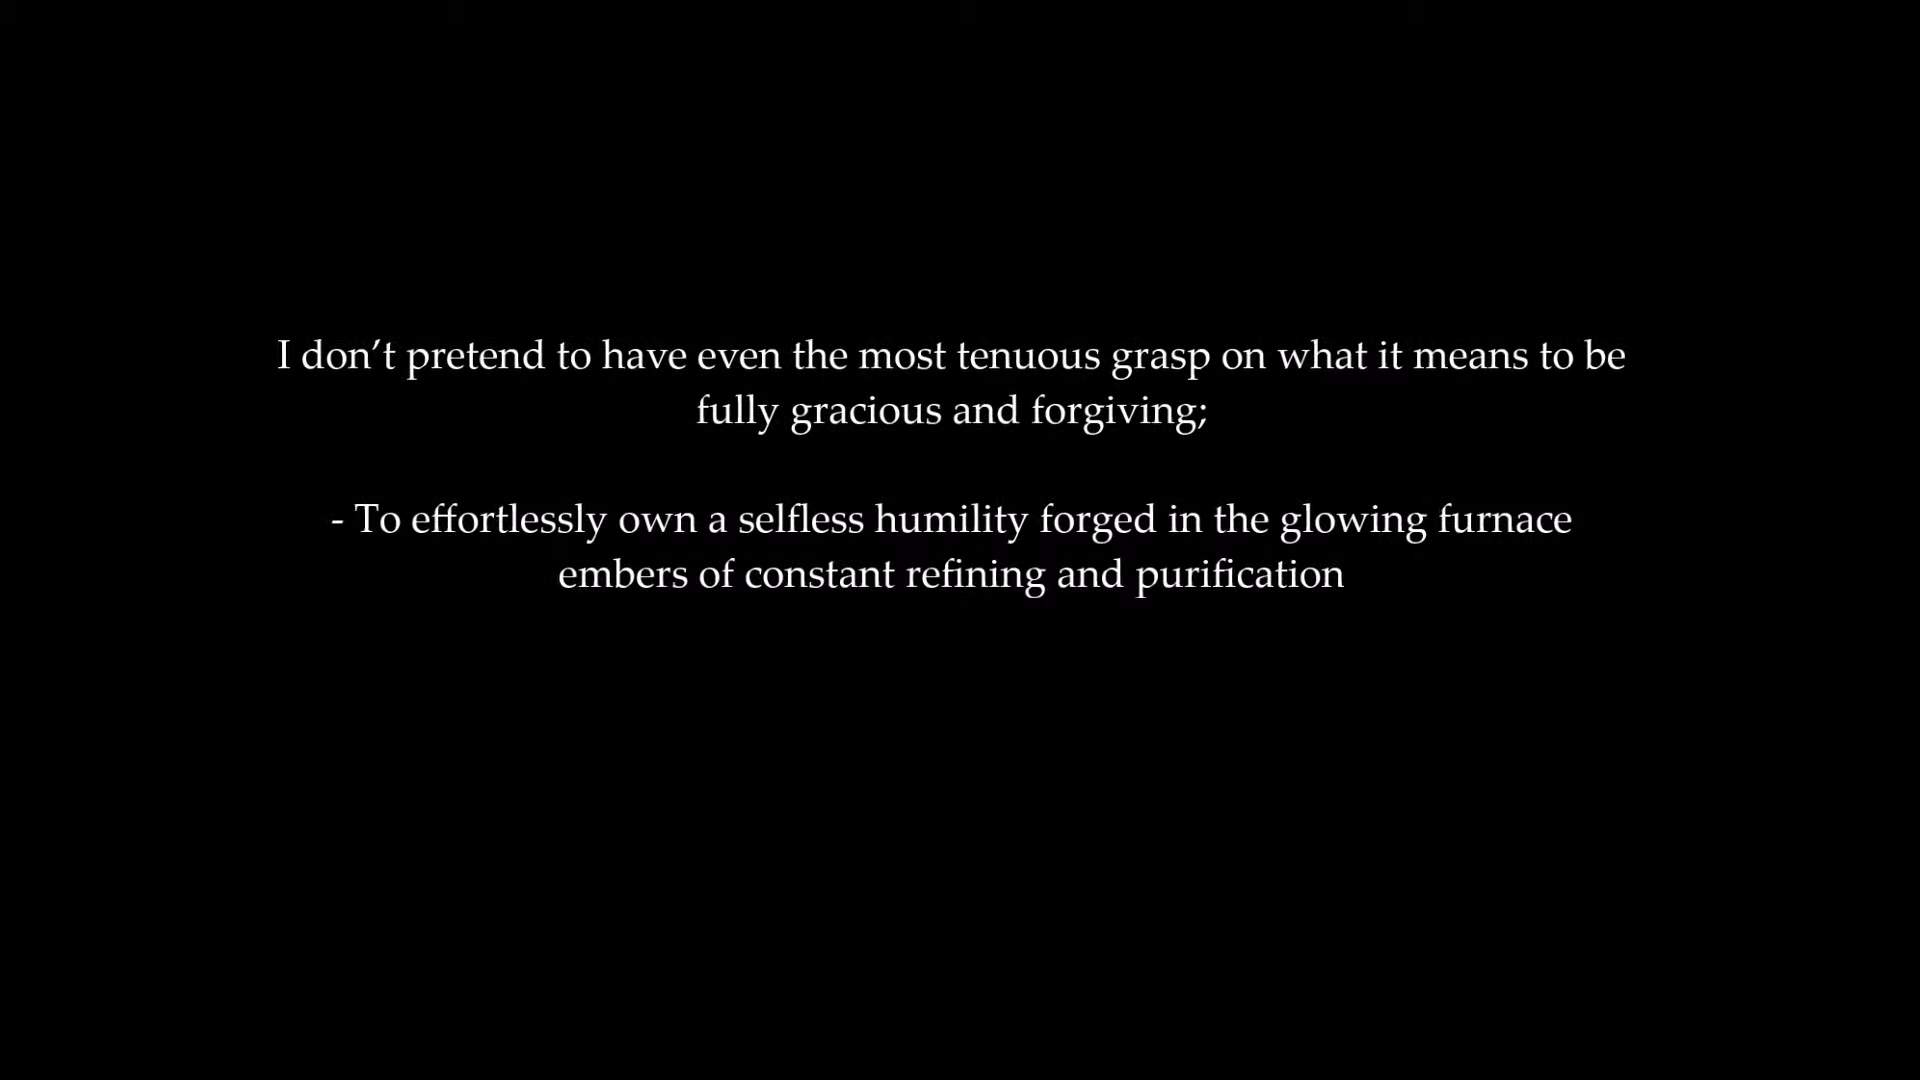 I don’t pretend to have even the most tenuous grasp on what it means to be
fully gracious and forgiving;
- To effortlessly own a selfless humility forged in the glowing furnace
embers of constant refining and purification